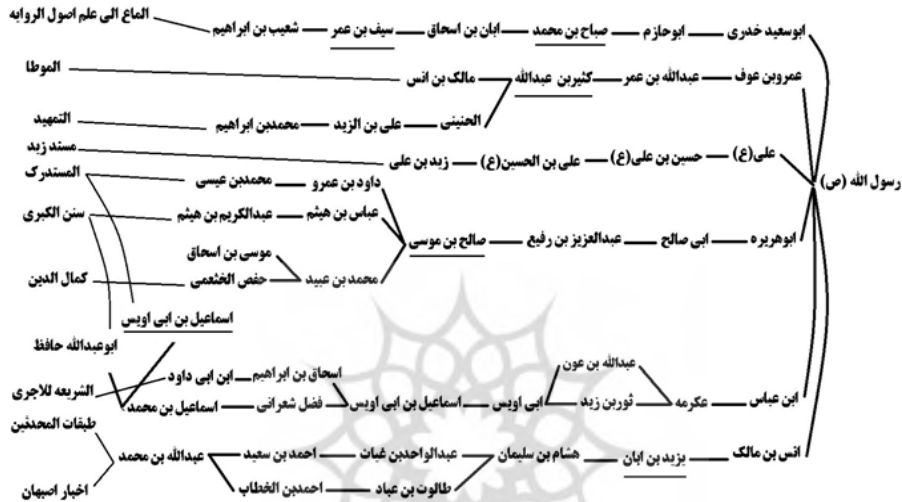 ابوسعید خدری ابوحازم صباح بن محمد ابان بن اسحاق سیف بن عمر شعیب بن ابراهیم الماع الی علم اصول الروایه
عمروبن عوف عبدالله بن عمر کثیربن عبدالله مالک بن انس الموطا
الحنینی علی بن الزید محمدبن ابراهیم التمهید
علی(ع) حسین بن علی(ع) علی بن الحسین(ع) زید بن علی مسند زید
رسول الله (ص)
داود بن عمرو محمدبن عیسی المستدرک
عباس بن هیثم عبدالکریم بن هیثم سنن الکبری
ابوهریره ابی صالح عبدالعزیز بن رفیع صالح بن موسی
موسی بن اسحاق
محمد بن عبید حفص الخثعمی کمال الدین
اسماعیل بن ابی اویس
ابوعبدالله حافظ
عبدالله بن عون
اسحاق بن ابراهیم ابن ابی داود الشریعه للاجری
ابن عباس عکرمه ثوربن زید ابی اویس اسماعیل بن ابی اویس فضل شعرانی اسماعیل بن محمد
طبقات المحدثین
انس بن مالک یزید بن ابان هشام بن سلیمان عبدالواحدبن غیاث احمد بن سعید عبدالله بن محمد
طالوت بن عباد احمدبن الخطاب اخبار اصبهان